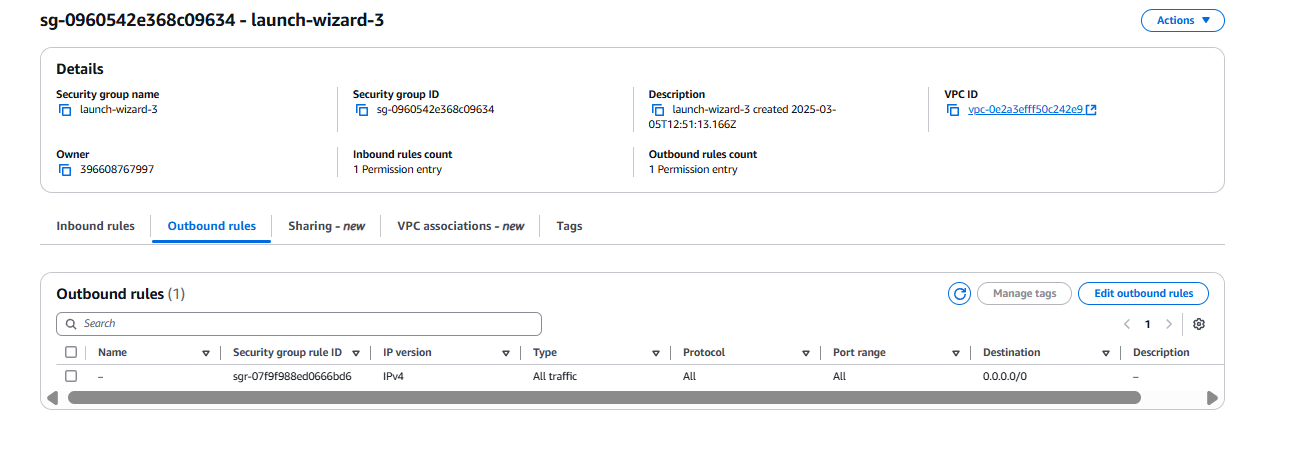 sg-0960542e368c09634 - launch-wizard-3
Actions
Details
Security group name
launch-wizard-3
Security group ID
sg-0960542e368c09634
Description
launch-wizard-3 created 2025-03-
05T12:51:13.166Z
VPC ID
vpc-0e2a3efff50c242e9
Owner
396608767997
Inbound rules count
1 Permission entry
Outbound rules count
1 Permission entry
Inbound rules
Outbound rules
Sharing - new
VPC associations - new
Tags
Outbound rules (1)
Manage tags
Edit outbound rules
Search
1
Name
Security group rule ID
IP version
Type
Protocol
Port range
Destination
Description
–
sgr-07f9f988ed0666bd6
IPv4
All traffic
All
All
0.0.0.0/0
–